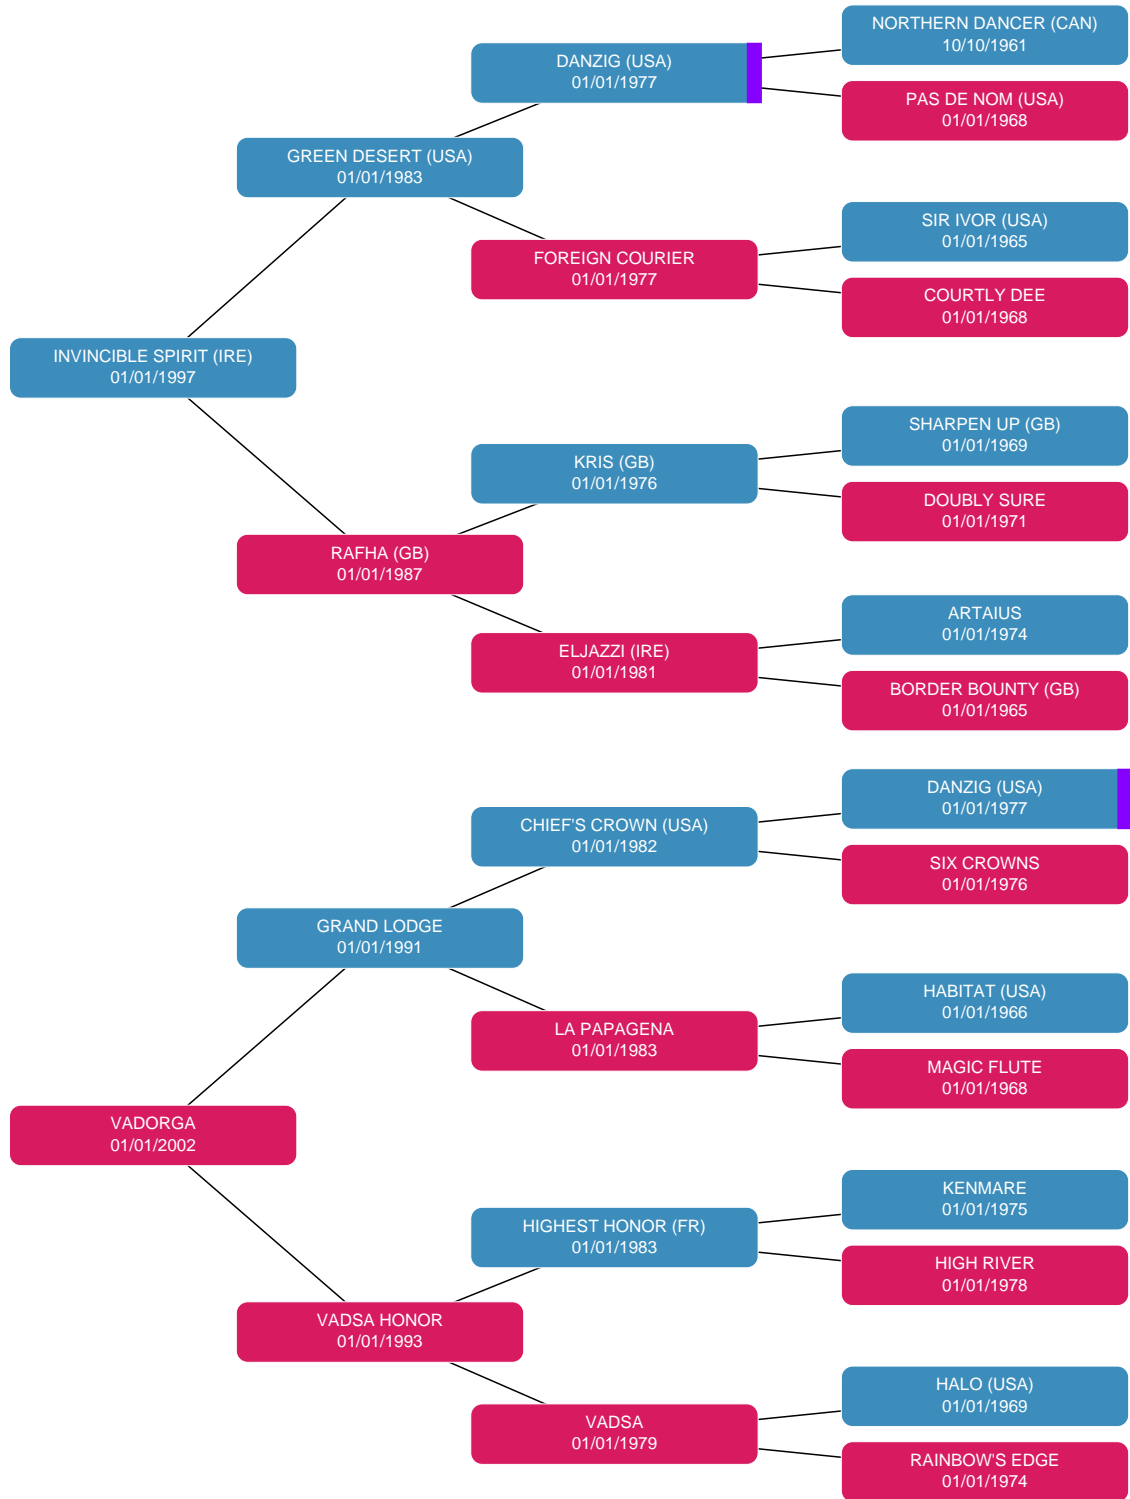 NORTHERN DANCER (CAN)
10/10/1961
DANZIG (USA)
01/01/1977
PAS DE NOM (USA)
01/01/1968
GREEN DESERT (USA)
01/01/1983
SIR IVOR (USA)
01/01/1965
FOREIGN COURIER
01/01/1977
COURTLY DEE
01/01/1968
INVINCIBLE SPIRIT (IRE)
01/01/1997
SHARPEN UP (GB)
01/01/1969
KRIS (GB)
01/01/1976
DOUBLY SURE
01/01/1971
RAFHA (GB)
01/01/1987
ARTAIUS
01/01/1974
ELJAZZI (IRE)
01/01/1981
BORDER BOUNTY (GB)
01/01/1965
DANZIG (USA)
01/01/1977
CHIEF'S CROWN (USA)
01/01/1982
SIX CROWNS
01/01/1976
GRAND LODGE
01/01/1991
HABITAT (USA)
01/01/1966
LA PAPAGENA
01/01/1983
MAGIC FLUTE
01/01/1968
VADORGA
01/01/2002
KENMARE
01/01/1975
HIGHEST HONOR (FR)
01/01/1983
HIGH RIVER
01/01/1978
VADSA HONOR
01/01/1993
HALO (USA)
01/01/1969
VADSA
01/01/1979
RAINBOW'S EDGE
01/01/1974